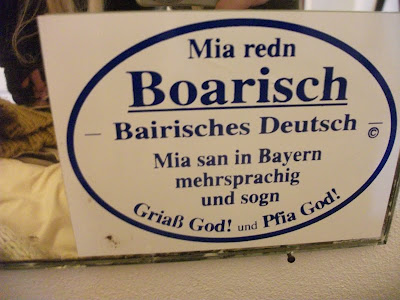 Mia redn
Boarisch
– Bairisches Deutsch – ©
Mia san in Bayern
mehrsprachig
und sogn
Griaß God! und Pfia God!